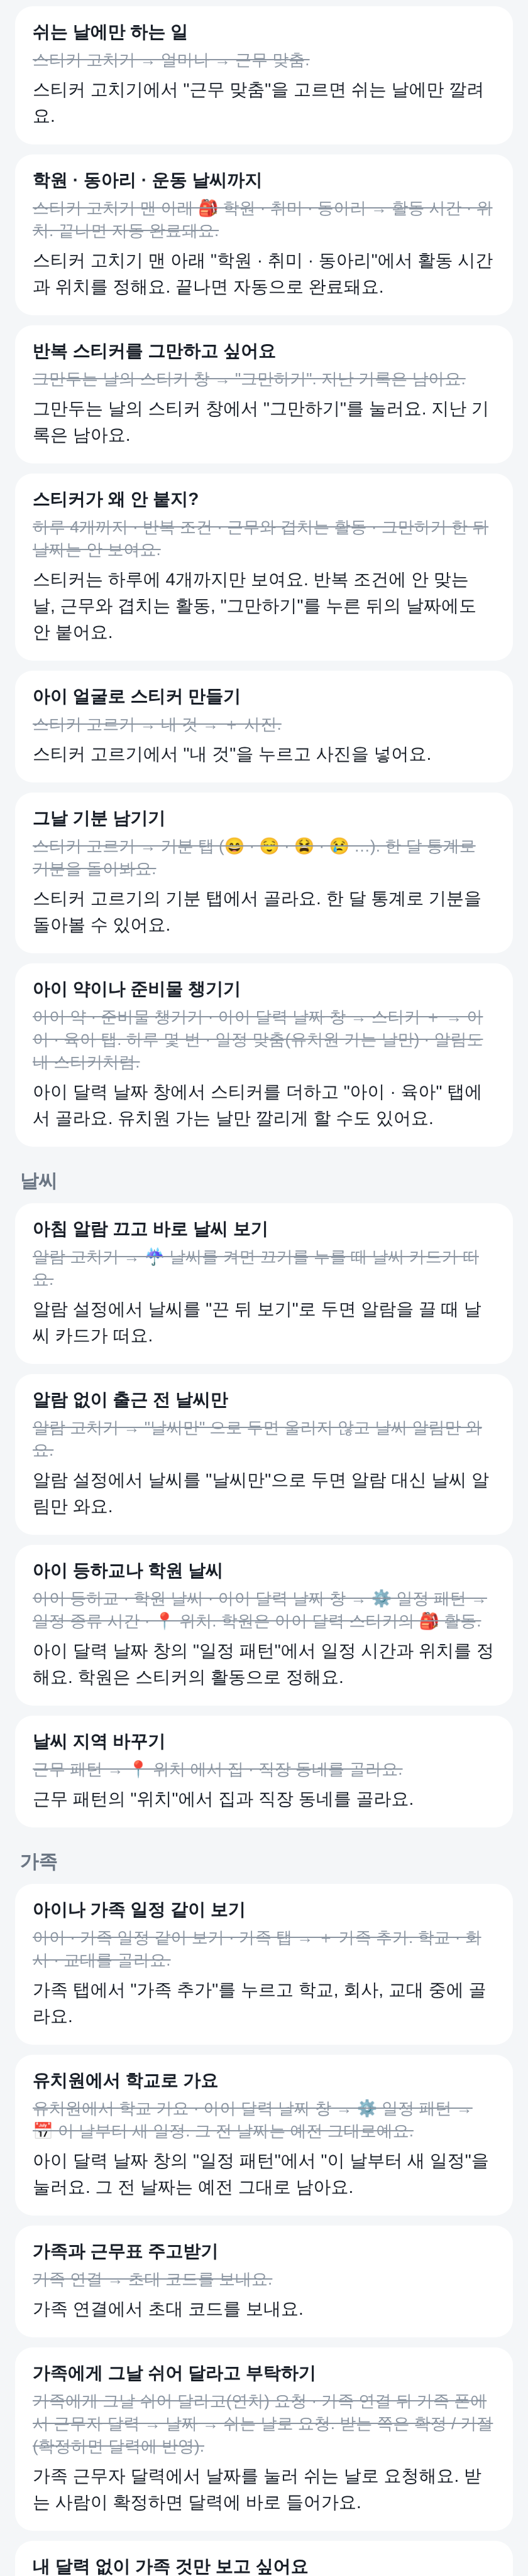 쉬는 날에만 하는 일
스티커 고치기 → 얼마나 → 근무 맞춤.
스티커 고치기에서 "근무 맞춤"을 고르면 쉬는 날에만 깔려
요.
학원 · 동아리 · 운동 날씨까지
스티커 고치기 맨 아래 🎒 학원 · 취미 · 동아리 → 활동 시간 · 위
치. 끝나면 자동 완료돼요.
스티커 고치기 맨 아래 "학원 · 취미 · 동아리"에서 활동 시간
과 위치를 정해요. 끝나면 자동으로 완료돼요.
반복 스티커를 그만하고 싶어요
그만두는 날의 스티커 창 → "그만하기". 지난 기록은 남아요.
그만두는 날의 스티커 창에서 "그만하기"를 눌러요. 지난 기
록은 남아요.
스티커가 왜 안 붙지?
하루 4개까지 · 반복 조건 · 근무와 겹치는 활동 · 그만하기 한 뒤
날짜는 안 보여요.
스티커는 하루에 4개까지만 보여요. 반복 조건에 안 맞는
날, 근무와 겹치는 활동, "그만하기"를 누른 뒤의 날짜에도
안 붙어요.
아이 얼굴로 스티커 만들기
스티커 고르기 → 내 것 → ＋ 사진.
스티커 고르기에서 "내 것"을 누르고 사진을 넣어요.
그날 기분 남기기
스티커 고르기 → 기분 탭 (😄 · 😌 · 😫 · 😢 …). 한 달 통계로
기분을 돌아봐요.
스티커 고르기의 기분 탭에서 골라요. 한 달 통계로 기분을
돌아볼 수 있어요.
아이 약이나 준비물 챙기기
아이 약 · 준비물 챙기기 · 아이 달력 날짜 창 → 스티커 ＋ → 아
이 · 육아 탭. 하루 몇 번 · 일정 맞춤(유치원 가는 날만) · 알림도
내 스티커처럼.
아이 달력 날짜 창에서 스티커를 더하고 "아이 · 육아" 탭에
서 골라요. 유치원 가는 날만 깔리게 할 수도 있어요.
날씨
아침 알람 끄고 바로 날씨 보기
알람 고치기 → ☔ 날씨를 켜면 끄기를 누를 때 날씨 카드가 떠
요.
알람 설정에서 날씨를 "끈 뒤 보기"로 두면 알람을 끌 때 날
씨 카드가 떠요.
알람 없이 출근 전 날씨만
알람 고치기 → "날씨만" 으로 두면 울리지 않고 날씨 알림만 와
요.
알람 설정에서 날씨를 "날씨만"으로 두면 알람 대신 날씨 알
림만 와요.
아이 등하교나 학원 날씨
아이 등하교 · 학원 날씨 · 아이 달력 날짜 창 → ⚙️ 일정 패턴 →
일정 종류 시간 · 📍 위치. 학원은 아이 달력 스티커의 🎒 활동.
아이 달력 날짜 창의 "일정 패턴"에서 일정 시간과 위치를 정
해요. 학원은 스티커의 활동으로 정해요.
날씨 지역 바꾸기
근무 패턴 → 📍 위치 에서 집 · 직장 동네를 골라요.
근무 패턴의 "위치"에서 집과 직장 동네를 골라요.
가족
아이나 가족 일정 같이 보기
아이 · 가족 일정 같이 보기 · 가족 탭 → ＋ 가족 추가. 학교 · 회
사 · 교대를 골라요.
가족 탭에서 "가족 추가"를 누르고 학교, 회사, 교대 중에 골
라요.
유치원에서 학교로 가요
유치원에서 학교 가요 · 아이 달력 날짜 창 → ⚙️ 일정 패턴 →
📅 이 날부터 새 일정. 그 전 날짜는 예전 그대로예요.
아이 달력 날짜 창의 "일정 패턴"에서 "이 날부터 새 일정"을
눌러요. 그 전 날짜는 예전 그대로 남아요.
가족과 근무표 주고받기
가족 연결 → 초대 코드를 보내요.
가족 연결에서 초대 코드를 보내요.
가족에게 그날 쉬어 달라고 부탁하기
가족에게 그날 쉬어 달라고(연차) 요청 · 가족 연결 뒤 가족 폰에
서 근무자 달력 → 날짜 → 쉬는 날로 요청. 받는 쪽은 확정 / 거절
(확정하면 달력에 반영).
가족 근무자 달력에서 날짜를 눌러 쉬는 날로 요청해요. 받
는 사람이 확정하면 달력에 바로 들어가요.
내 달력 없이 가족 것만 보고 싶어요